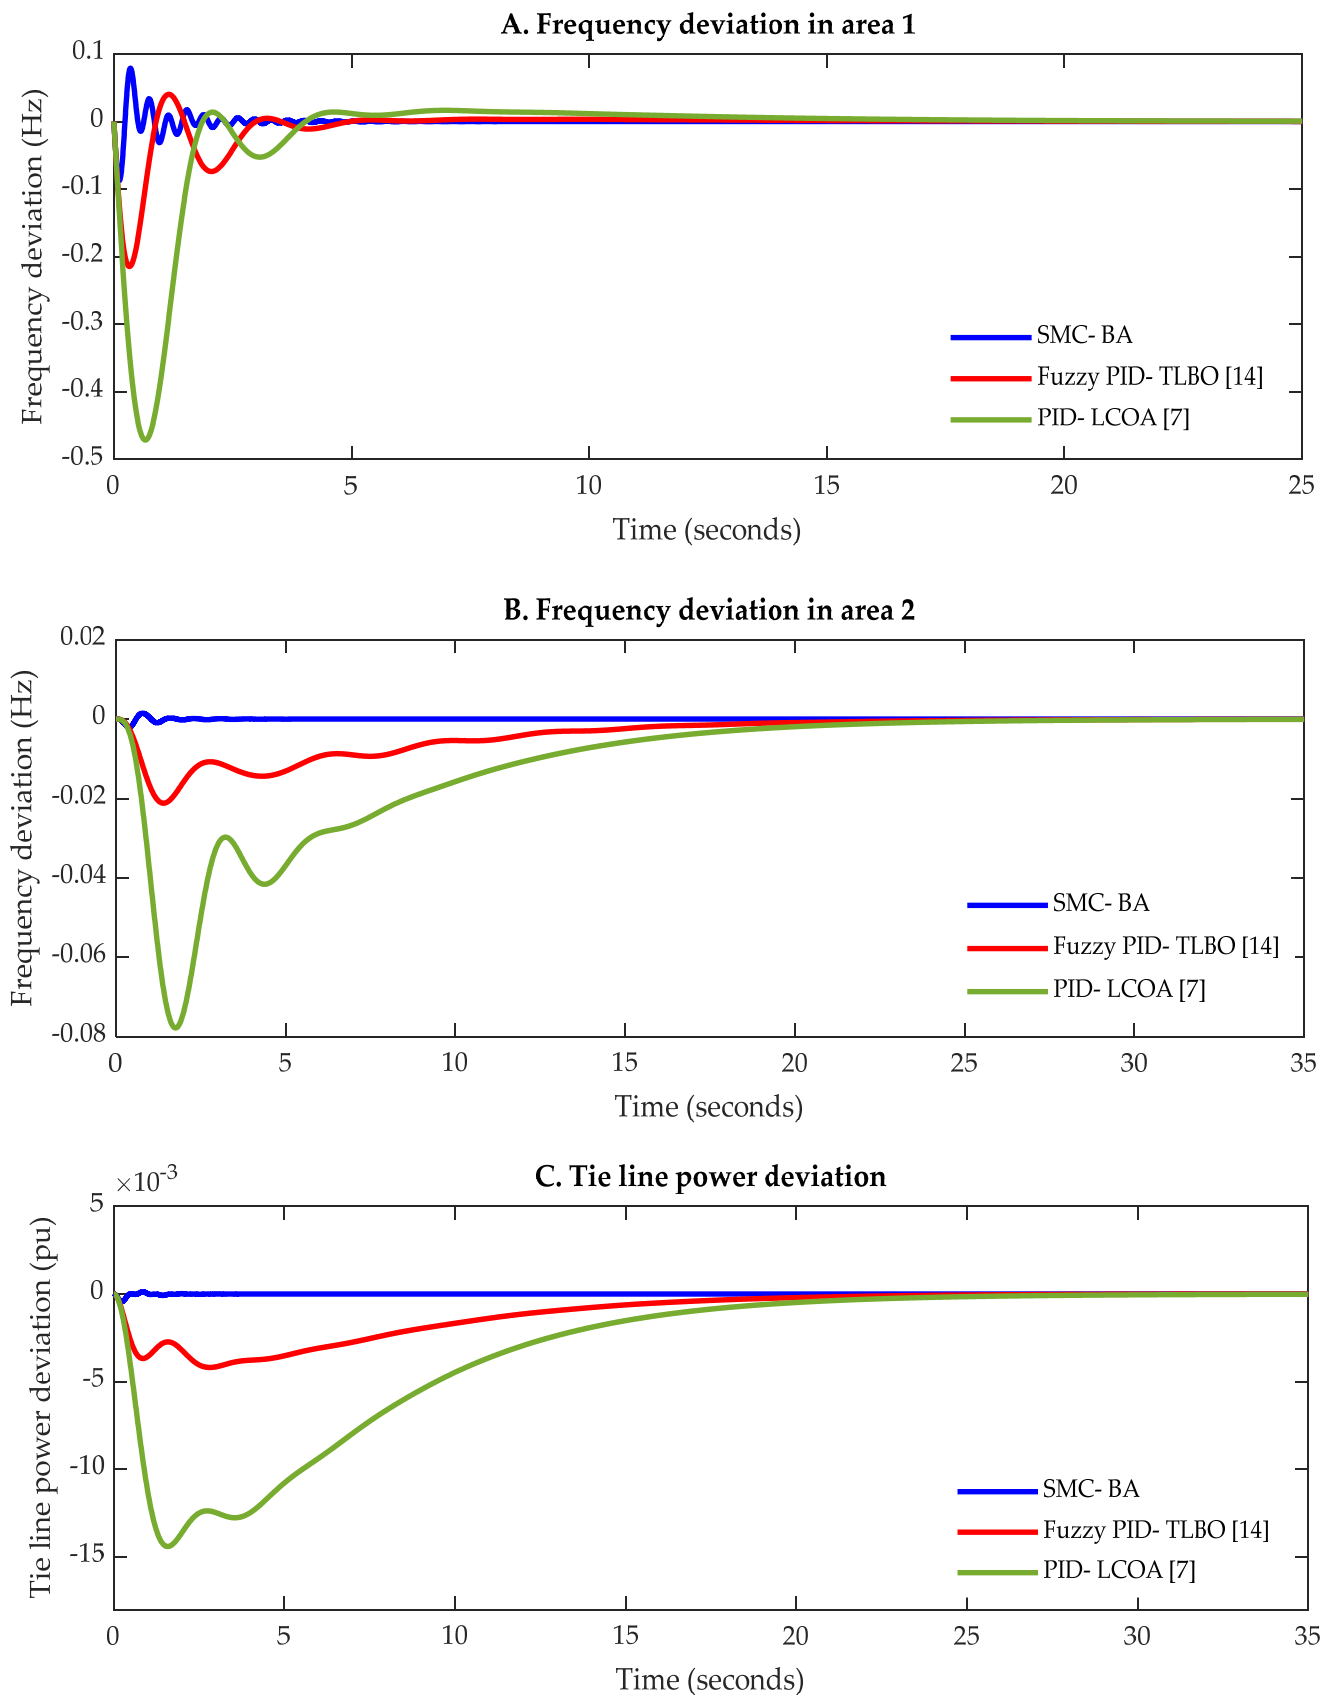 A. Frequency deviation in area 1
0.1
0
-0.1
-0.2
-0.3
-0.4
-0.5
Frequency deviation (Hz)
SMC- BA
Fuzzy PID- TLBO [14]
PID- LCOA [7]
0 5 10 15 20 25
Time (seconds)
B. Frequency deviation in area 2
0.02
0
-0.02
-0.04
-0.06
-0.08
Frequency deviation (Hz)
SMC- BA
Fuzzy PID- TLBO [14]
PID- LCOA [7]
0 5 10 15 20 25 30 35
Time (seconds)
C. Tie line power deviation
×10-3
5
0
-5
-10
-15
Tie line power deviation (pu)
SMC- BA
Fuzzy PID- TLBO [14]
PID- LCOA [7]
0 5 10 15 20 25 30 35
Time (seconds)